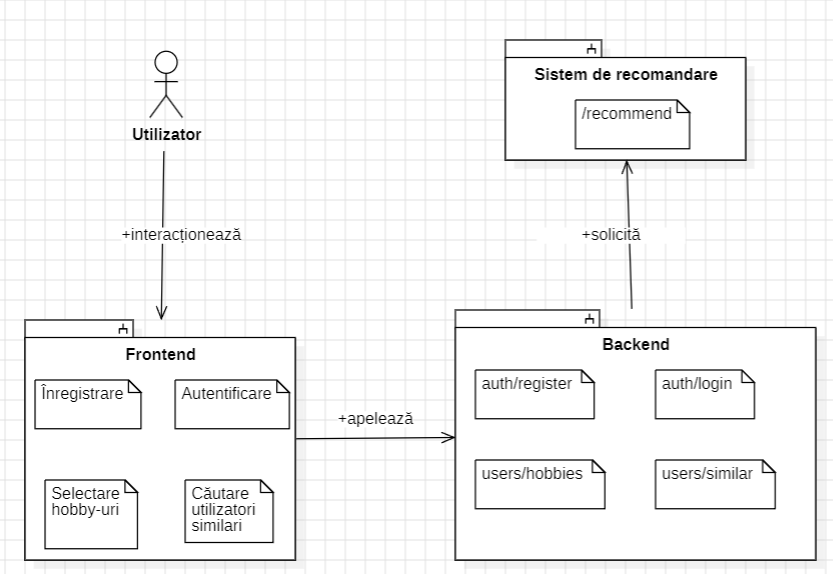 Utilizator
+interacționează
Sistem de recomandare
/recommend
+solicită
Frontend
Înregistrare
Autentificare
Selectare
hobby-uri
Căutare
utilizatori
similari
+apelează
Backend
auth/register
auth/login
users/hobbies
users/similar